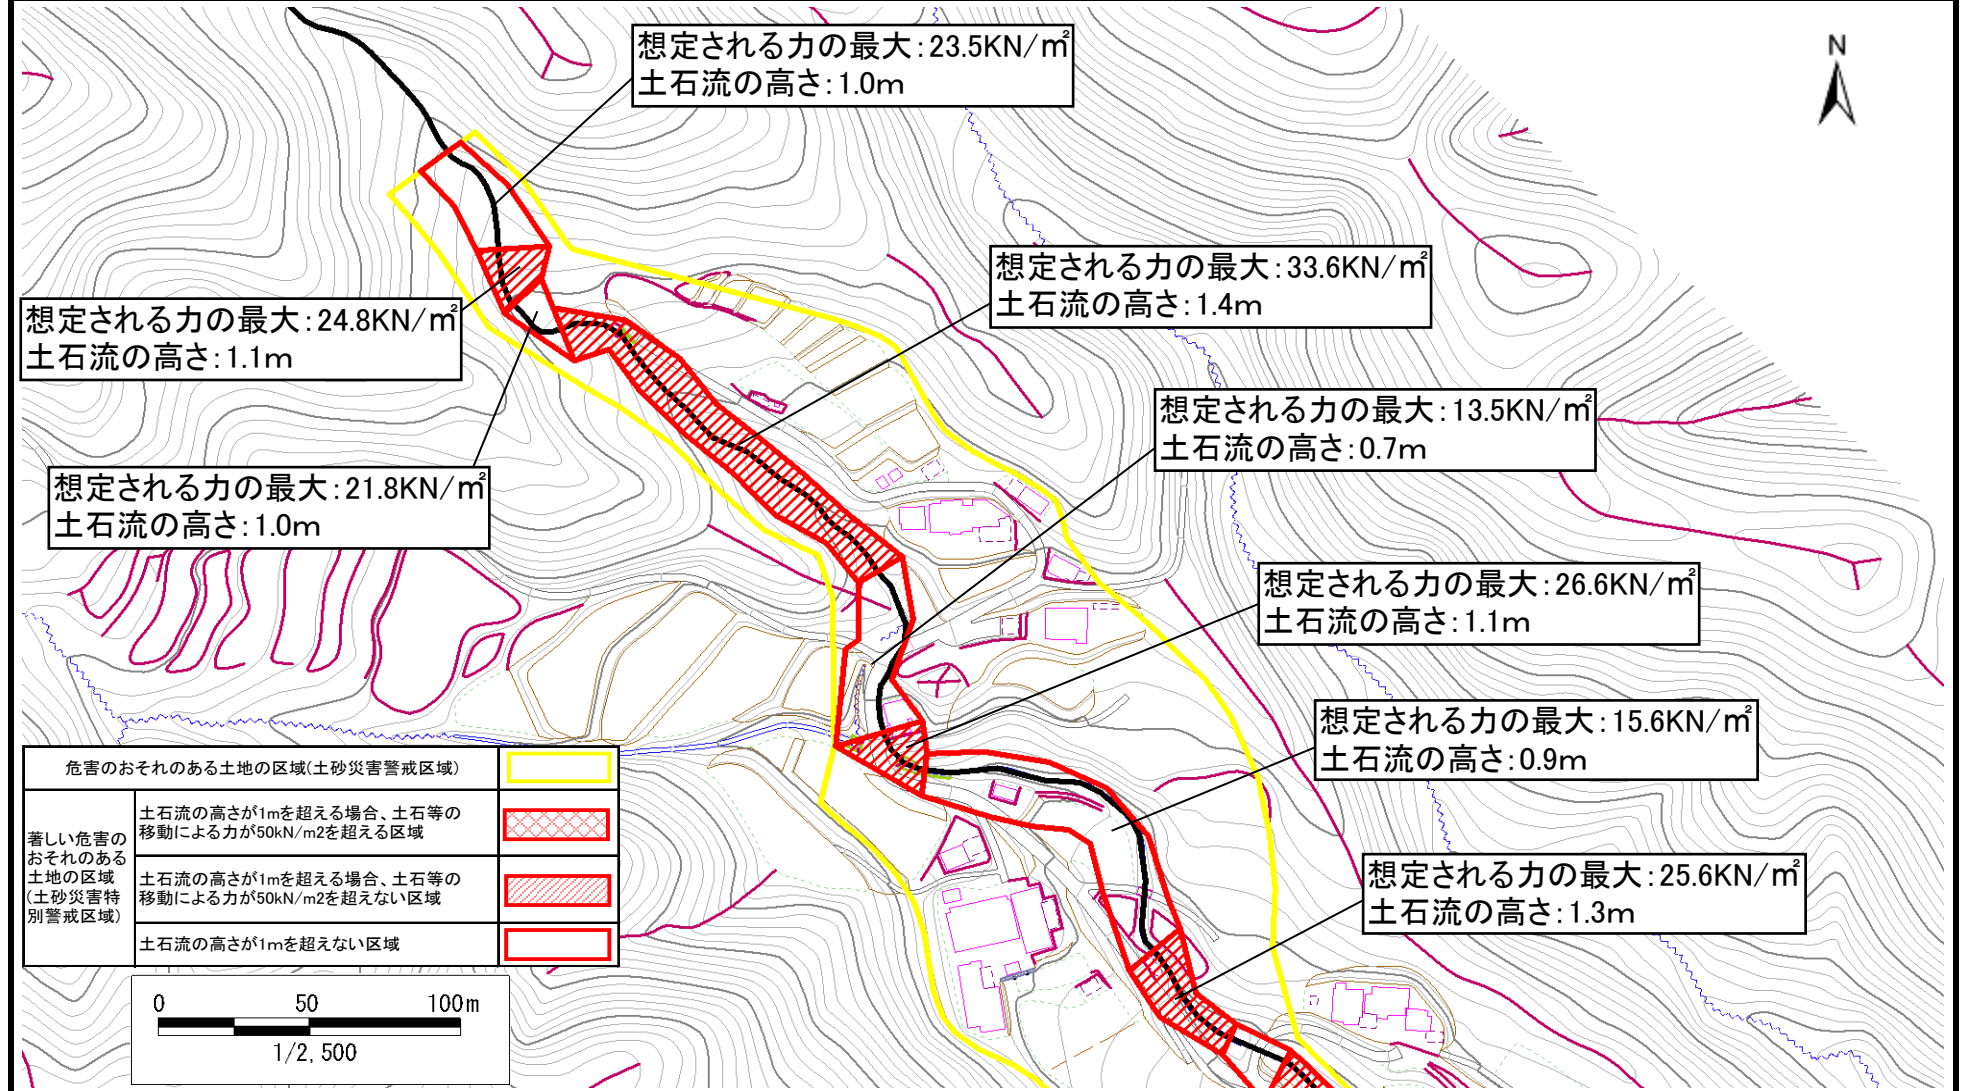 想定される力の最大:23.5KN/㎡
土石流の高さ:1.0m
N
想定される力の最大:33.6KN/㎡
土石流の高さ:1.4m
想定される力の最大:24.8KN/㎡
土石流の高さ:1.1m
想定される力の最大:13.5KN/㎡
土石流の高さ:0.7m
想定される力の最大:21.8KN/㎡
土石流の高さ:1.0m
想定される力の最大:26.6KN/㎡
土石流の高さ:1.1m
想定される力の最大:15.6KN/㎡
土石流の高さ:0.9m
想定される力の最大:25.6KN/㎡
土石流の高さ:1.3m
危害のおそれのある土地の区域(土砂災害警戒区域)
著しい危害の
おそれのある
土地の区域
(土砂災害特
別警戒区域)
土石流の高さが1mを超える場合、土石等の
移動による力が50kN/m2を超える区域
土石流の高さが1mを超える場合、土石等の
移動による力が50kN/m2を超えない区域
土石流の高さが1mを超えない区域
0 50 100m
1/2,500